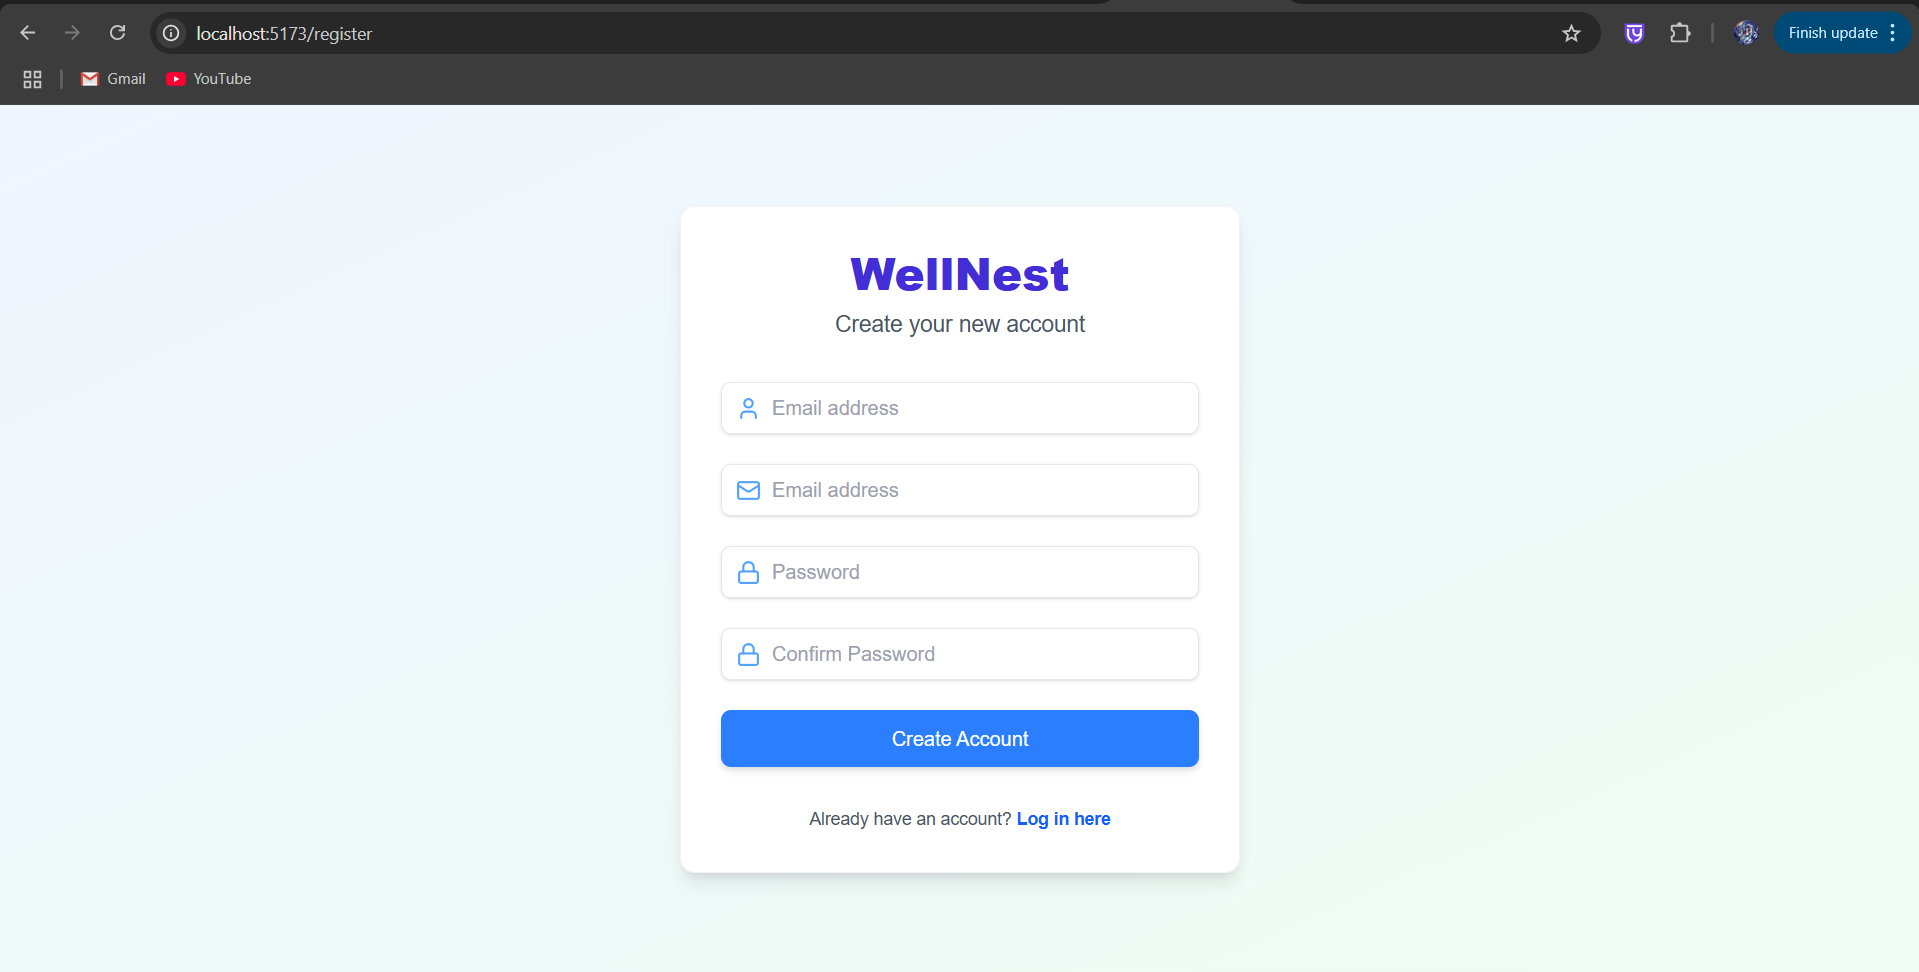 localhost:5173/register
Finish update
Gmail
YouTube
WellNest
Create your new account
Email address
Email address
Password
Confirm Password
Create Account
Already have an account? Log in here